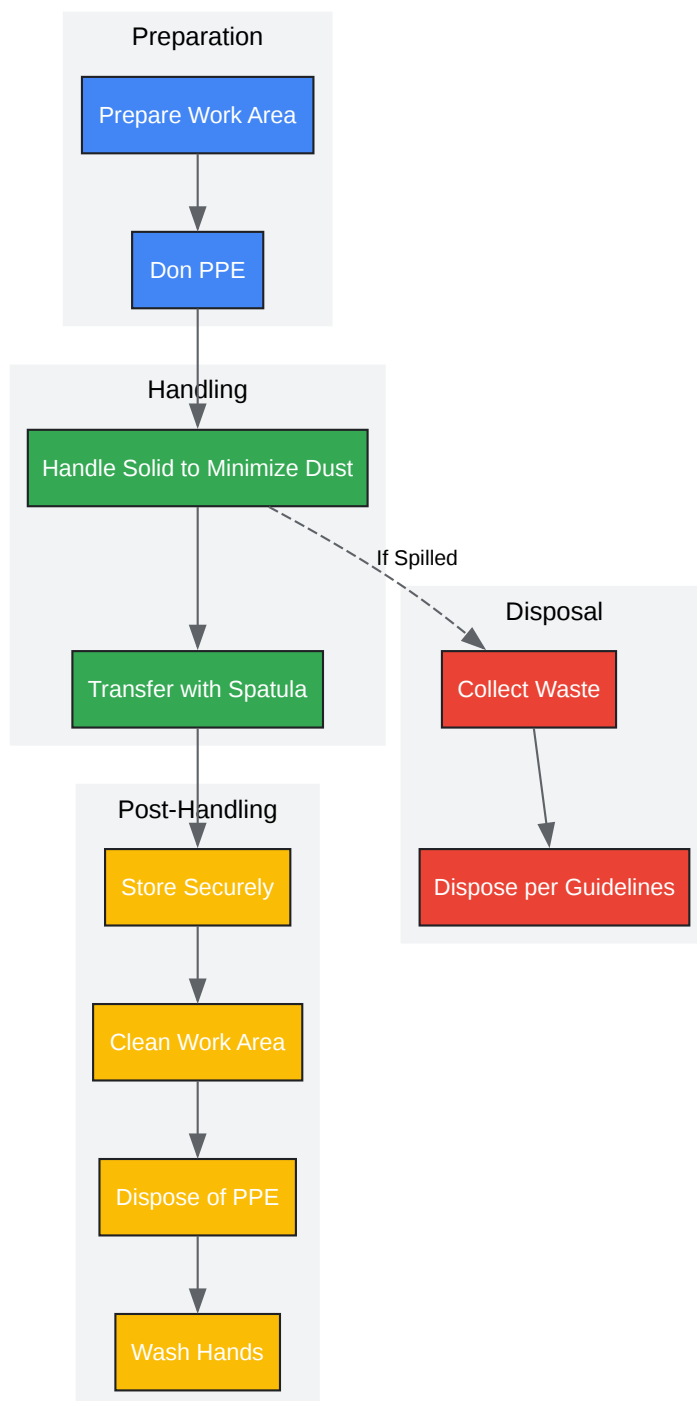 Preparation
Prepare Work Area
Don PPE
Handling
Handle Solid to Minimize Dust
If Spilled
Transfer with Spatula
Disposal
Collect Waste
Dispose per Guidelines
Post-Handling
Store Securely
Clean Work Area
Dispose of PPE
Wash Hands